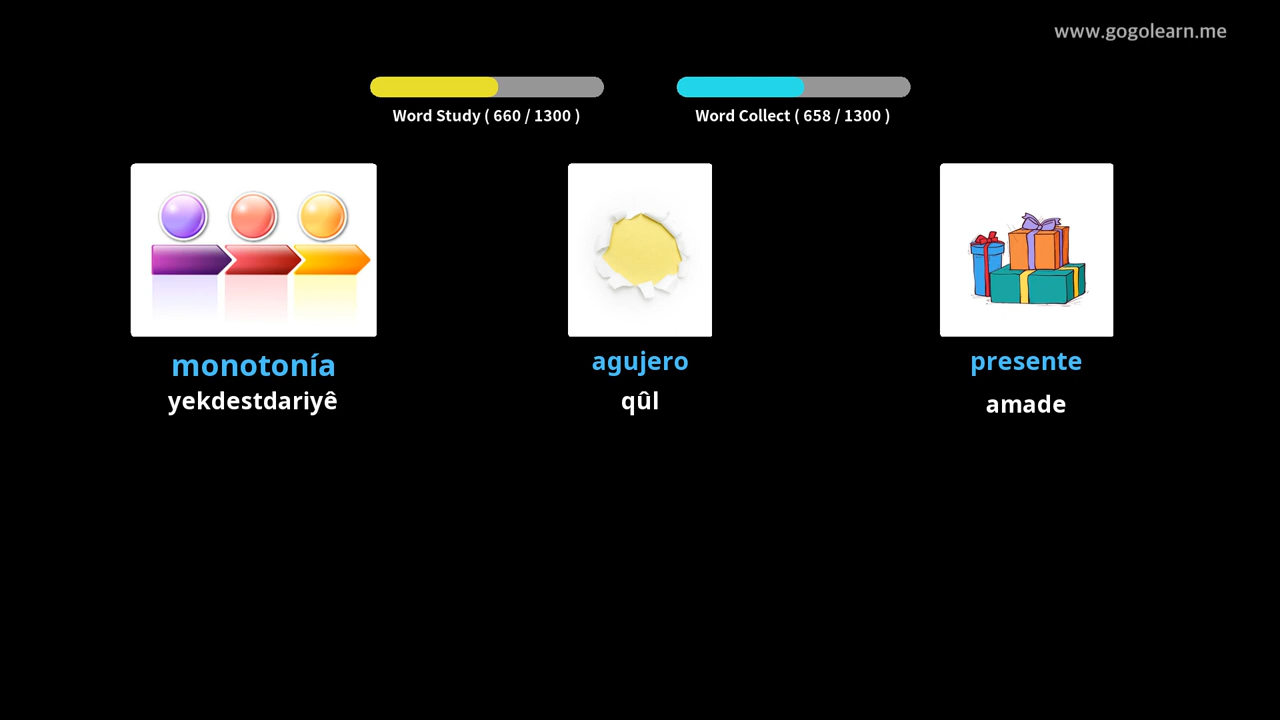 www.gogolearn.me
Word Study ( 660 / 1300 )
Word Collect ( 658 / 1300 )
monotonía
yekdestdariyê
agujero
qûl
presente
amade